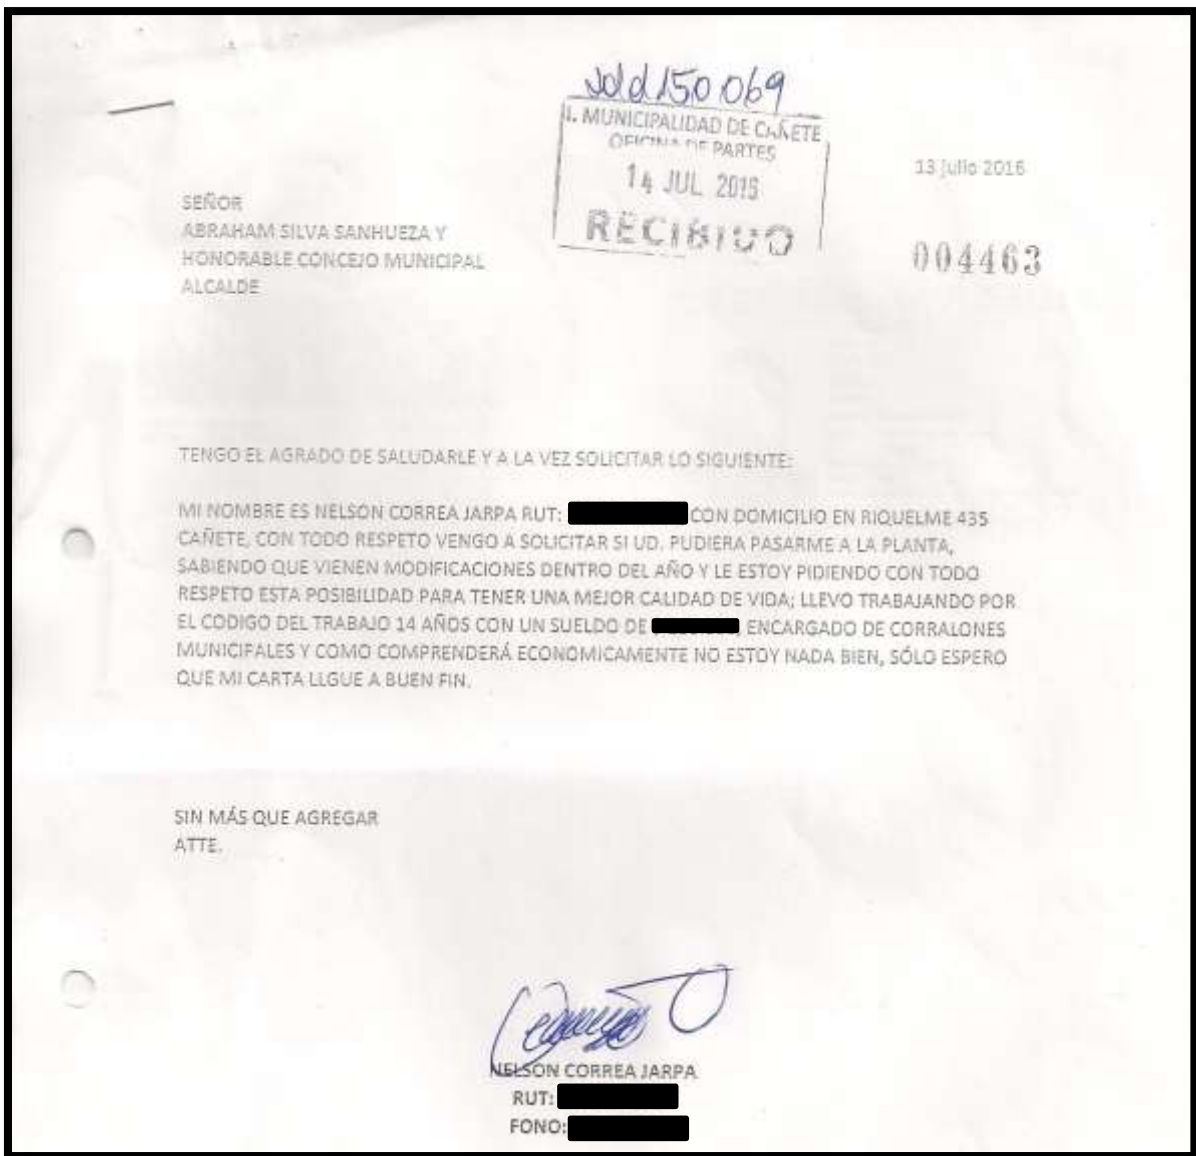 Jdd 150 069
I. MUNICIPALIDAD DE CAÑETE
OFICINA DE PARTES
14 JUL 2016
RECIBIDO
13 julio 2016
004463
SEÑOR
ABRAHAM SILVA SANHUEZA Y
HONORABLE CONCEJO MUNICIPAL
ALCALDE
TENGO EL AGRADO DE SALUDARLE Y A LA VEZ SOLICITAR LO SIGUIENTE:
MI NOMBRE ES NELSON CORREA JARPA RUT: CON DOMICILIO EN RIQUELME 435
CAÑETE, CON TODO RESPETO VENGO A SOLICITAR SI UD. PUDIERA PASARME A LA PLANTA,
SABIENDO QUE VIENEN MODIFICACIONES DENTRO DEL AÑO Y LE ESTOY PIDIENDO CON TODO
RESPETO ESTA POSIBILIDAD PARA TENER UNA MEJOR CALIDAD DE VIDA; LLEVO TRABAJANDO POR
EL CODIGO DEL TRABAJO 14 AÑOS CON UN SUELDO DE , ENCARGADO DE CORRALONES
MUNICIPALES Y COMO COMPRENDERÁ ECONOMICAMENTE NO ESTOY NADA BIEN, SÓLO ESPERO
QUE MI CARTA LLGUE A BUEN FIN.
SIN MÁS QUE AGREGAR
ATTE.
NELSON CORREA JARPA
RUT:
FONO: